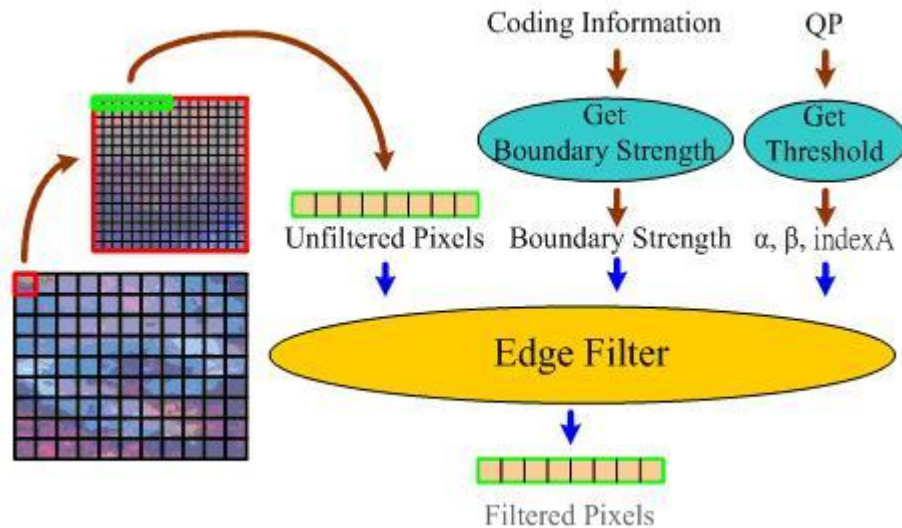 Coding Information
QP
Get
Boundary Strength
Get
Threshold
Unfiltered Pixels
Boundary Strength
α, β, indexA
Edge Filter
Filtered Pixels